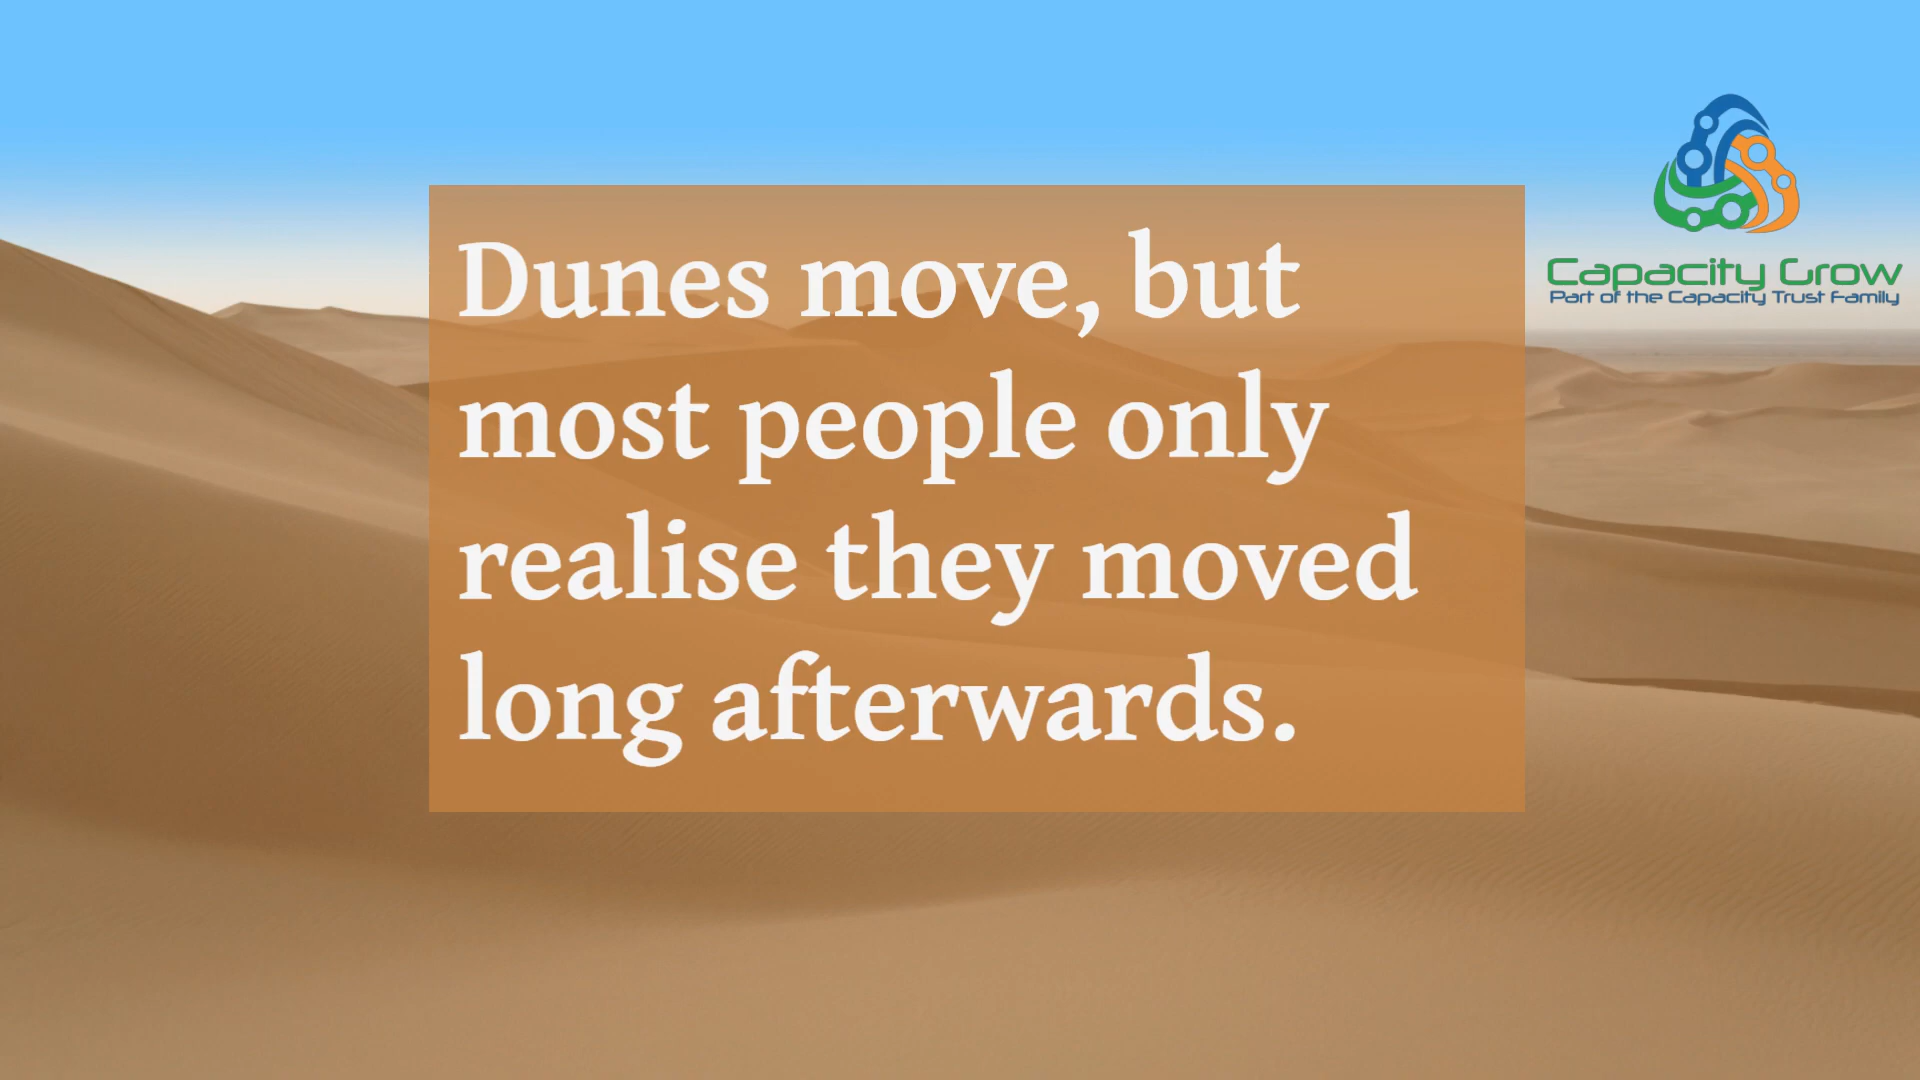 Dunes move, but
most people only
realise they moved
long afterwards.
Capacity Grow
Part of the Capacity Trust Family